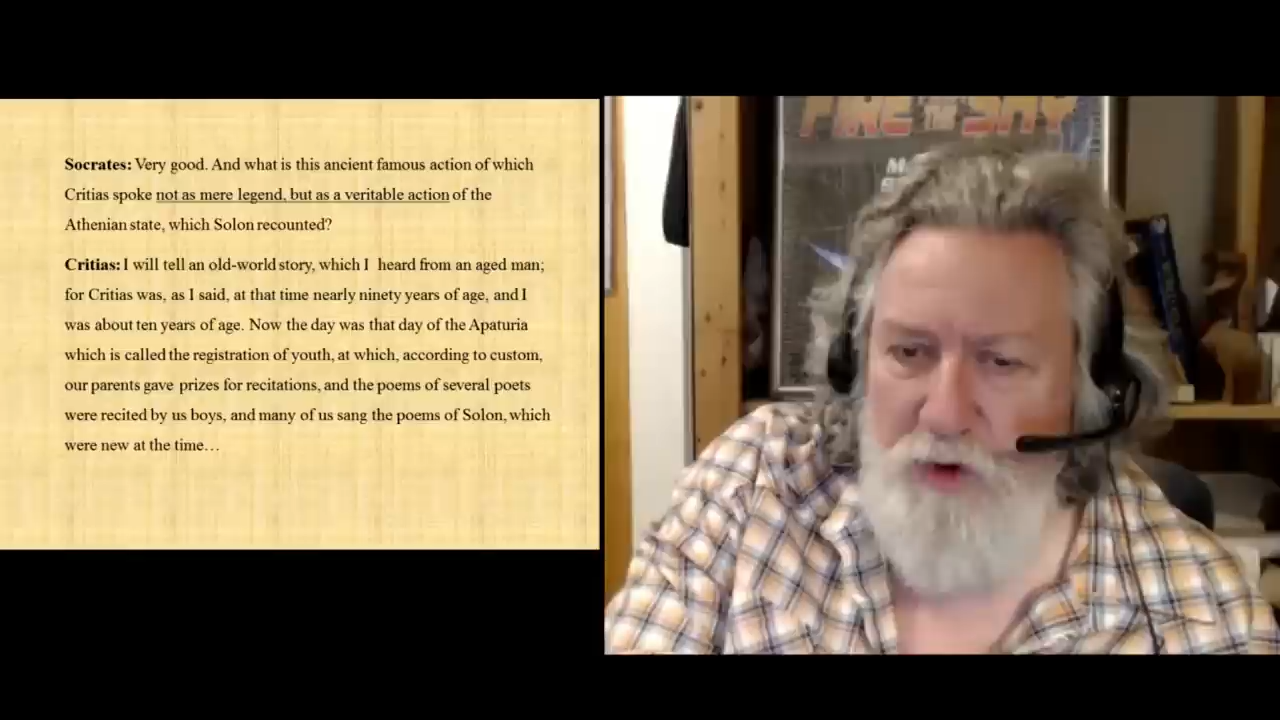 Socrates: Very good. And what is this ancient famous action of which
Critias spoke not as mere legend, but as a veritable action of the
Athenian state, which Solon recounted?
Critias: I will tell an old-world story, which I heard from an aged man;
for Critias was, as I said, at that time nearly ninety years of age, and I
was about ten years of age. Now the day was that day of the Apaturia
which is called the registration of youth, at which, according to custom,
our parents gave prizes for recitations, and the poems of several poets
were recited by us boys, and many of us sang the poems of Solon, which
were new at the time…
FIRE IN THE SKY